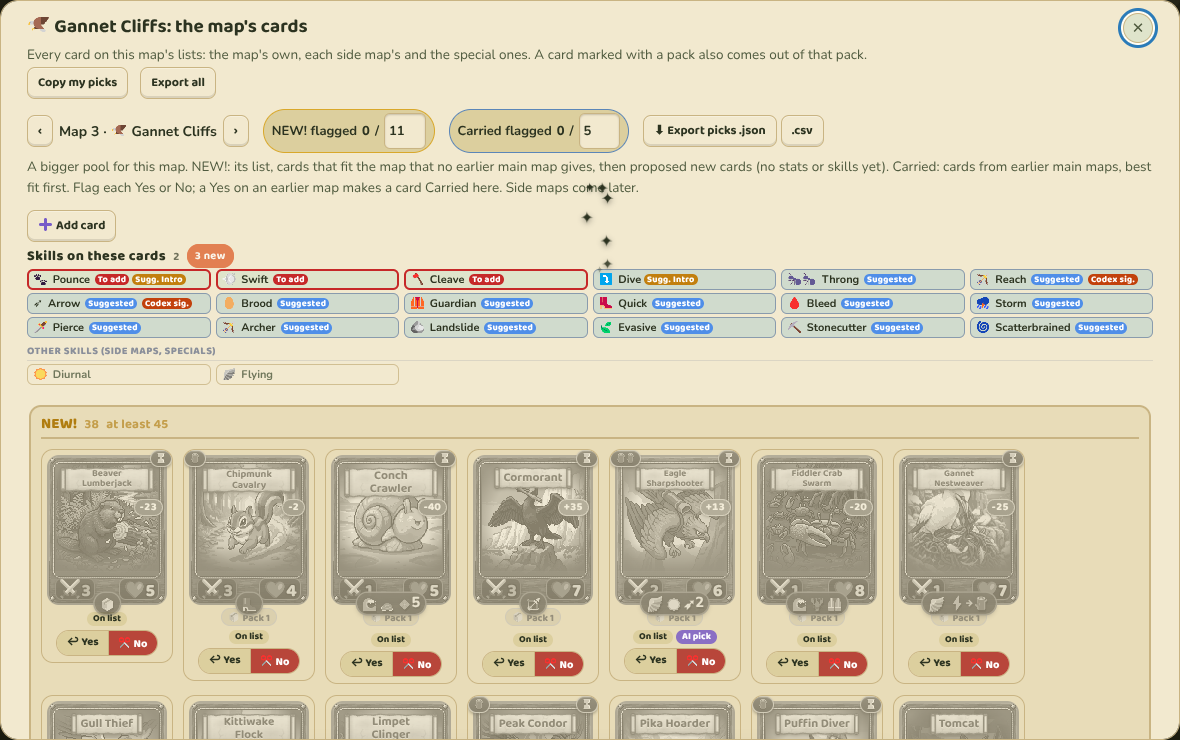 Gannet Cliffs: the map's cards
Every card on this map's lists: the map's own, each side map's and the special ones. A card marked with a pack also comes out of that pack.
Copy my picks Export all
‹ Map 3 · Gannet Cliffs › NEW! flagged 0 / 11 Carried flagged 0 / 5 ⬇ Export picks .json .csv
A bigger pool for this map. NEW!: its list, cards that fit the map that no earlier main map gives, then proposed new cards (no stats or skills yet). Carried: cards from earlier main maps, best
fit first. Flag each Yes or No; a Yes on an earlier map makes a card Carried here. Side maps come later.
+ Add card
Skills on these cards 2 3 new
Pounce To add Sugg. Intro Swift To add Cleave To add Dive Sugg. Intro Throng Suggested Reach Suggested Codex sig.
Arrow Suggested Codex sig. Brood Suggested Guardian Suggested Quick Suggested Bleed Suggested Storm Suggested
Pierce Suggested Archer Suggested Landslide Suggested Evasive Suggested Stonecutter Suggested Scatterbrained Suggested
OTHER SKILLS (SIDE MAPS, SPECIALS)
Diurnal Flying
NEW! 38 at least 45
Beaver Lumberjack
-23
3 5
On list
Yes No
Chipmunk Cavalry
-2
3 4
Pack 1
On list
Yes No
Conch Crawler
-40
1 5
5
Pack 1
On list
Yes No
Cormorant
+35
3 7
Pack 1
On list
Yes No
Eagle Sharpshooter
+13
2 6
2
Pack 1
On list AI pick
Yes No
Fiddler Crab Swarm
-20
1 8
Pack 1
On list
Yes No
Gannet Nestweaver
-25
1 7
Pack 1
On list
Yes No
Gull Thief
Kittiwake Flock
Limpet Clinger
Peak Condor
Pika Hoarder
Puffin Diver
Tomcat